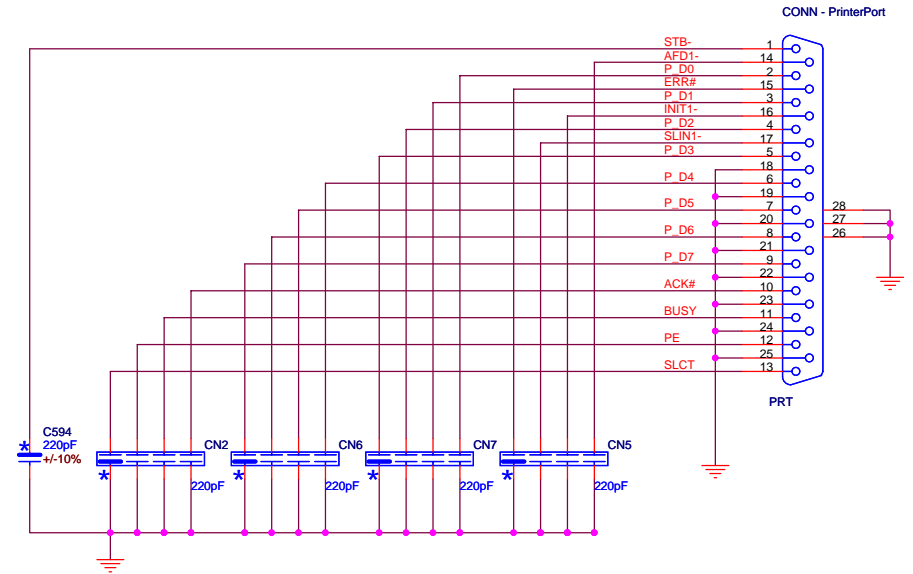 CONN - PrinterPort
STB- 1
AFD1- 14
P_D0 2
ERR# 15
P_D1 3
INIT1- 16
P_D2 4
SLIN1- 17
P_D3 5
18
P_D4 6
19
P_D5 7 28
20 27
P_D6 8 26
21
P_D7 9
22
ACK# 10
23
BUSY 11
24
PE 12
25
SLCT 13
PRT
C594
* 220pF CN2 CN6 CN7 CN5
+/-10%
* * * *
220pF 220pF 220pF 220pF